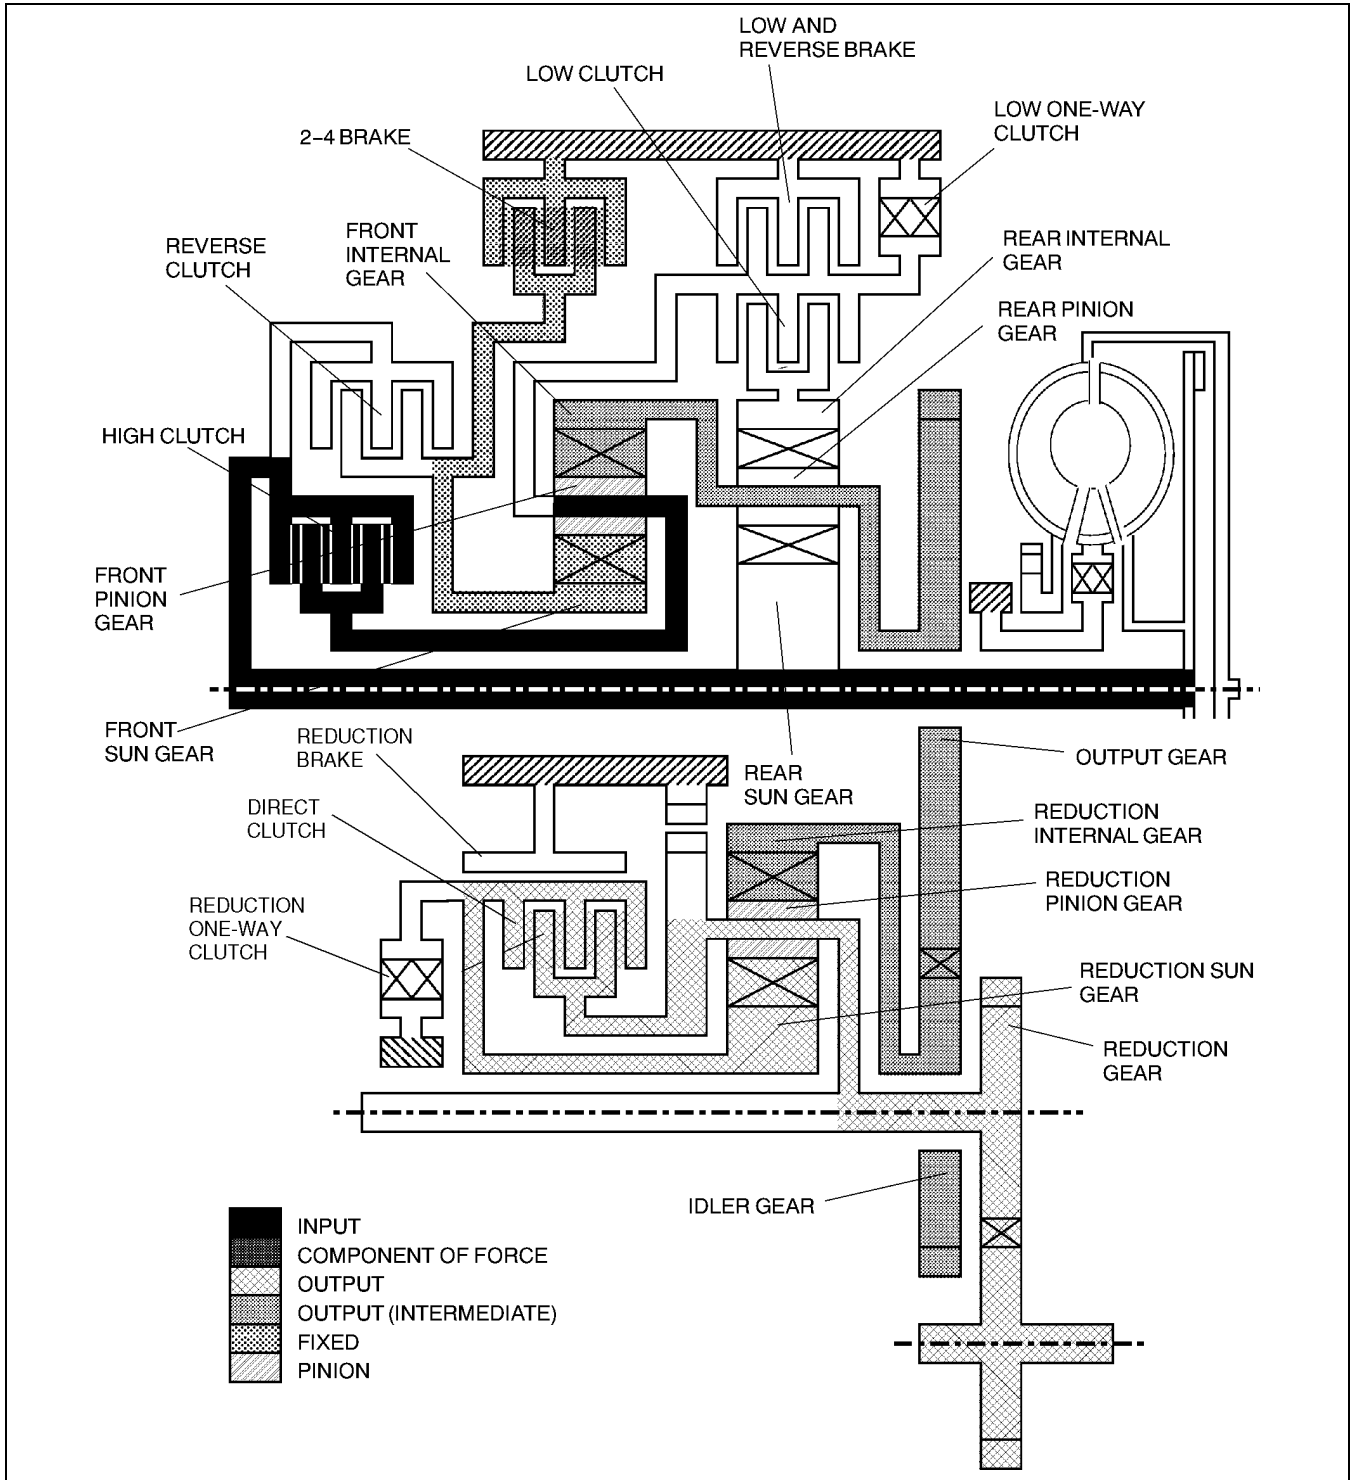 LOW AND
REVERSE BRAKE
LOW CLUTCH
LOW ONE-WAY
CLUTCH
2–4 BRAKE
FRONT
INTERNAL
GEAR
REVERSE
CLUTCH
REAR INTERNAL
GEAR
REAR PINION
GEAR
HIGH CLUTCH
FRONT
PINION
GEAR
FRONT
SUN GEAR
REDUCTION
BRAKE
REAR
SUN GEAR
OUTPUT GEAR
DIRECT
CLUTCH
REDUCTION
INTERNAL GEAR
REDUCTION
PINION GEAR
REDUCTION
ONE-WAY
CLUTCH
REDUCTION SUN
GEAR
REDUCTION
GEAR
IDLER GEAR
INPUT
COMPONENT OF FORCE
OUTPUT
OUTPUT (INTERMEDIATE)
FIXED
PINION